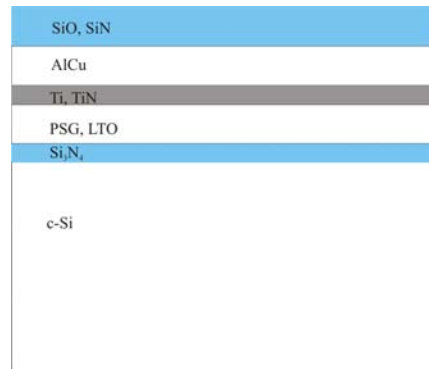 SiO, SiN
AlCu
Ti, TiN
PSG, LTO
Si₃N₄
c-Si